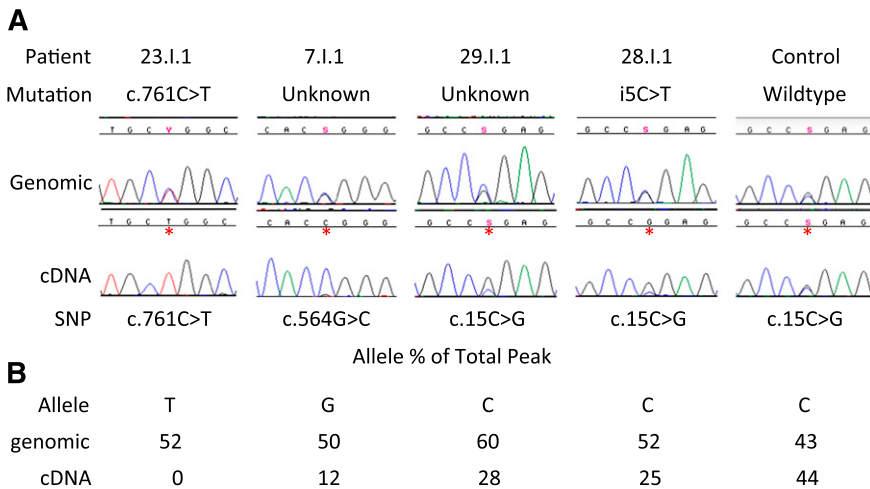 A
Patient 23.I.1 7.I.1 29.I.1 28.I.1 Control
Mutation c.761C>T Unknown Unknown i5C>T Wildtype
T G C Y G G C C A C S G G G G C C S G A G G C C S G A G G C C S G A G
Genomic
T G C T G G C C A C C G G G G C C S G A G G C C G G A G G C C S G A G
* * * * *
cDNA
SNP c.761C>T c.564G>C c.15C>G c.15C>G c.15C>G
Allele % of Total Peak
B
Allele T G C C C
genomic 52 50 60 52 43
cDNA 0 12 28 25 44